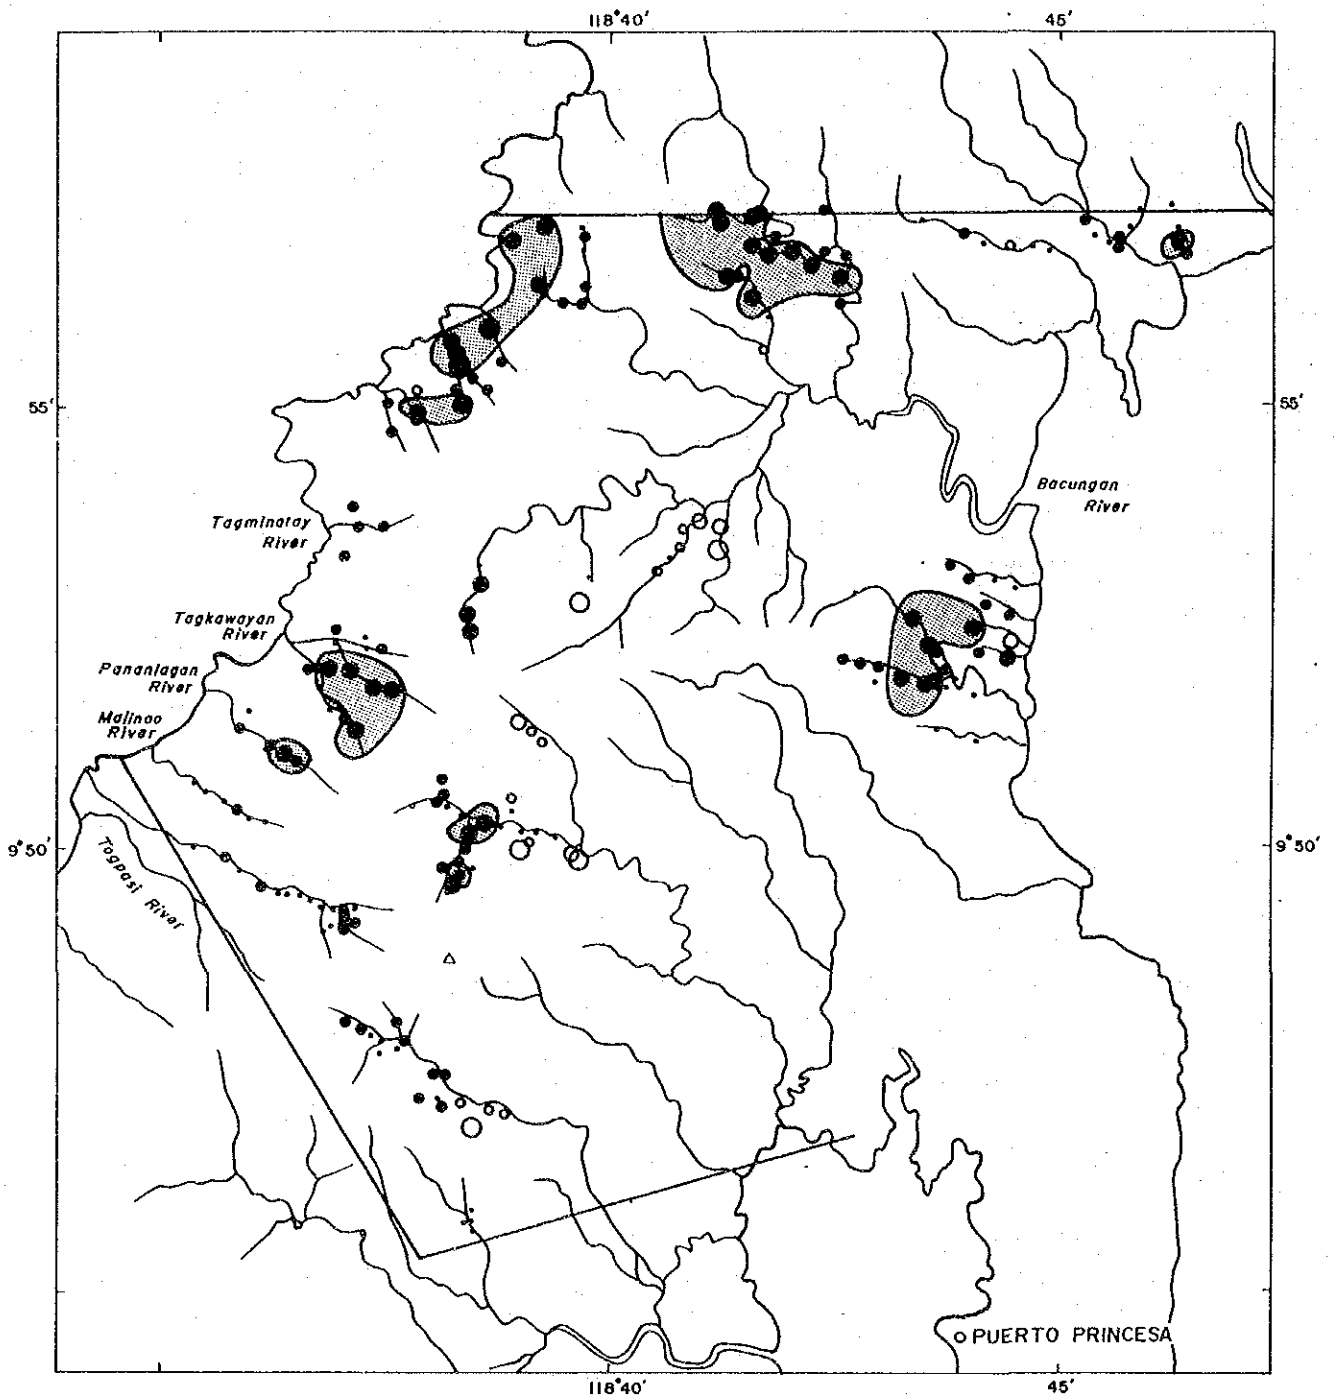 118°40′
45′
55′
55′
Bacungan
River
Tagminatay
River
Tagkawayan
River
Pananlagan
River
Malinao
River
9°50′
9°50′
Togpasi River
PUERTO PRINCESA
118°40′
45′